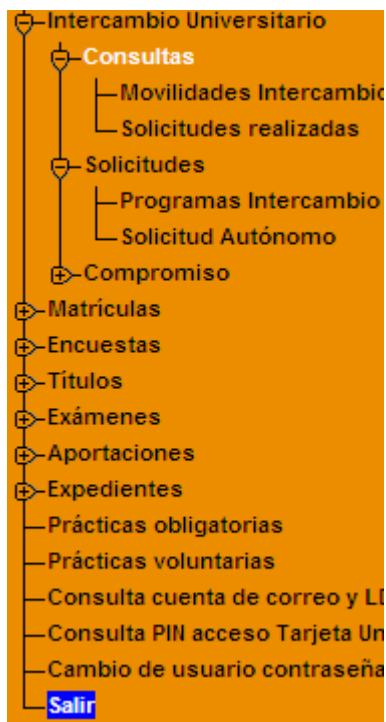 Intercambio Universitario
Consultas
Movilidades Intercambio
Solicitudes realizadas
Solicitudes
Programas Intercambio
Solicitud Autónomo
Compromiso
Matrículas
Encuestas
Títulos
Exámenes
Aportaciones
Expedientes
Prácticas obligatorias
Prácticas voluntarias
Consulta cuenta de correo y
Consulta PIN acceso Tarjeta
Cambio de usuario contraseña
Salir